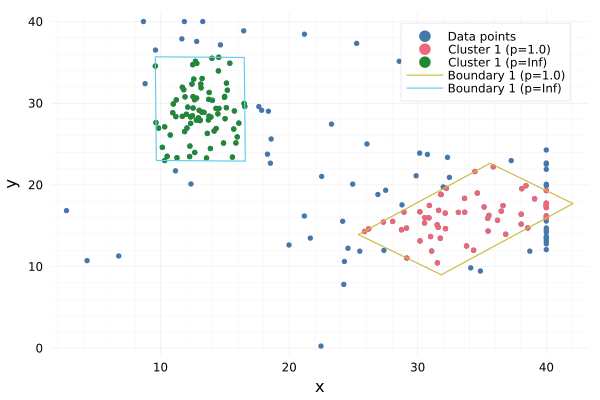 40
30
20
10
0
y
10
20
30
40
x
Data points
Cluster 1 (p=1.0)
Cluster 1 (p=Inf)
Boundary 1 (p=1.0)
Boundary 1 (p=Inf)